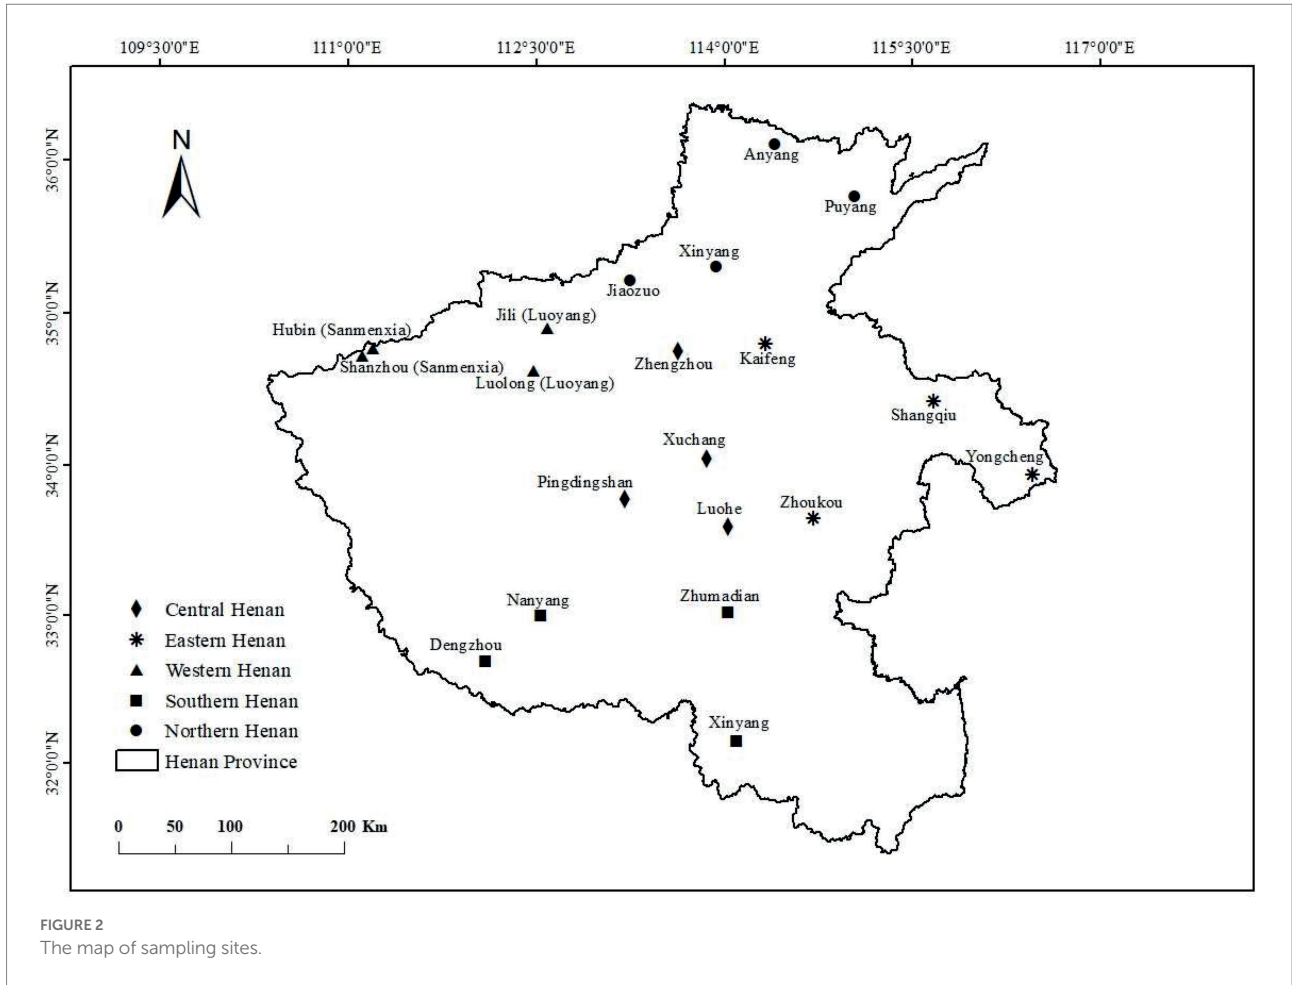 109°30'0"E 111°0'0"E 112°30'0"E 114°0'0"E 115°30'0"E 117°0'0"E
N
36°0'0"N
35°0'0"N
34°0'0"N
33°0'0"N
32°0'0"N
Anyang
Puyang
Xinyang
Jiaozuo
Jili (Luoyang)
Hubin (Sanmenxia)
Shanzhou (Sanmenxia)
Luolong (Luoyang)
Zhengzhou
Kaifeng
Shangqiu
Xuchang
Yongcheng
Pingdingshan
Luohe
Zhoukou
Nanyang
Zhumadian
Dengzhou
Xinyang
Central Henan
Eastern Henan
Western Henan
Southern Henan
Northern Henan
Henan Province
0 50 100 200 Km
FIGURE 2
The map of sampling sites.